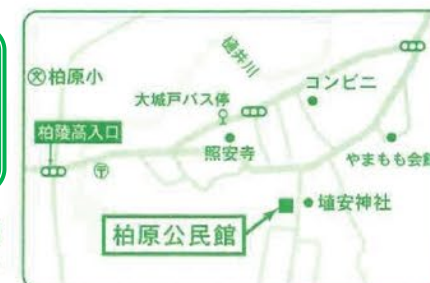 樋井川
㊛柏原小
コンビニ
大城戸バス停
柏陵高入口
照安寺
やまもも会館
〒
埴安神社
柏原公民館